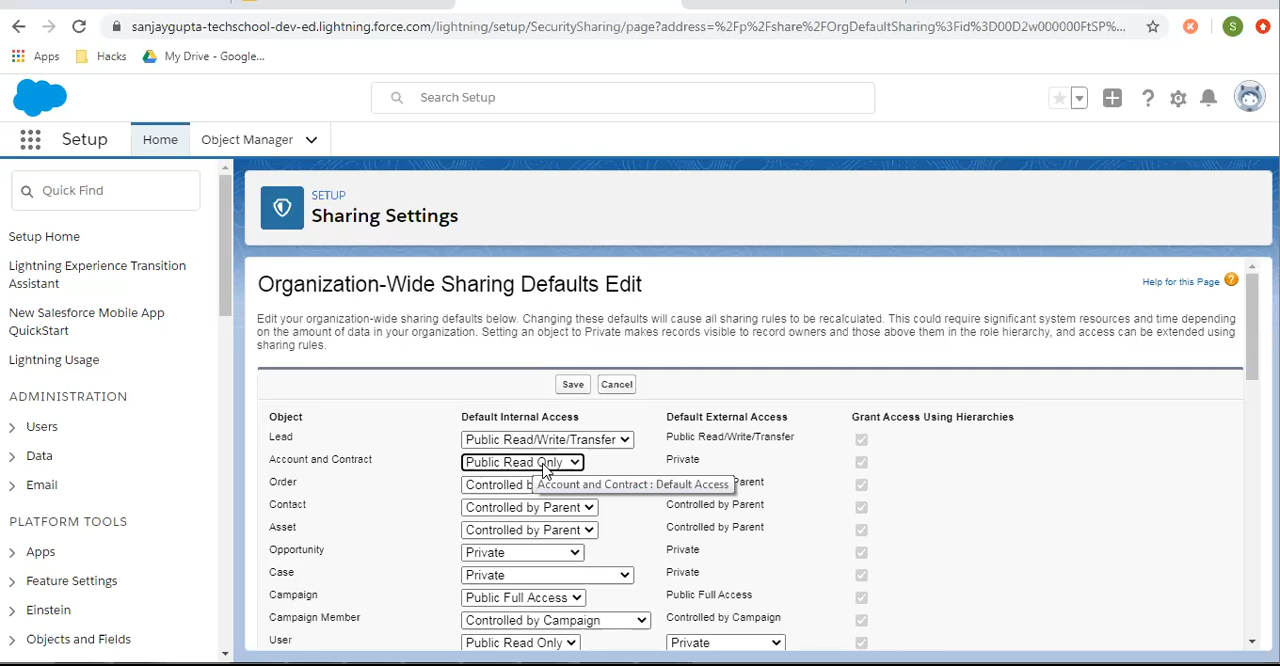 sanjaygupta-techschool-dev-ed.lightning.force.com/lightning/setup/SecuritySharing/page?address=%2Fp%2Fshare%2FOrgDefaultSharing%3Fid%3D00D2w000000FtSP%...
S
Apps
Hacks
My Drive - Google...
Search Setup
Setup
Home
Object Manager
Quick Find
Setup Home
Lightning Experience Transition
Assistant
New Salesforce Mobile App
QuickStart
Lightning Usage
ADMINISTRATION
Users
Data
Email
PLATFORM TOOLS
Apps
Feature Settings
Einstein
Objects and Fields
SETUP
Sharing Settings
Organization-Wide Sharing Defaults Edit
Help for this Page ?
Edit your organization-wide sharing defaults below. Changing these defaults will cause all sharing rules to be recalculated. This could require significant system resources and time depending
on the amount of data in your organization. Setting an object to Private makes records visible to record owners and those above them in the role hierarchy, and access can be extended using
sharing rules.
Save Cancel
Object Default Internal Access Default External Access Grant Access Using Hierarchies
Lead Public Read/Write/Transfer Public Read/Write/Transfer
Account and Contract Public Read Only Private
Order Controlled Parent
Account and Contract : Default Access
Contact Controlled by Parent Controlled by Parent
Asset Controlled by Parent Controlled by Parent
Opportunity Private Private
Case Private Private
Campaign Public Full Access Public Full Access
Campaign Member Controlled by Campaign Controlled by Campaign
User Public Read Only Private